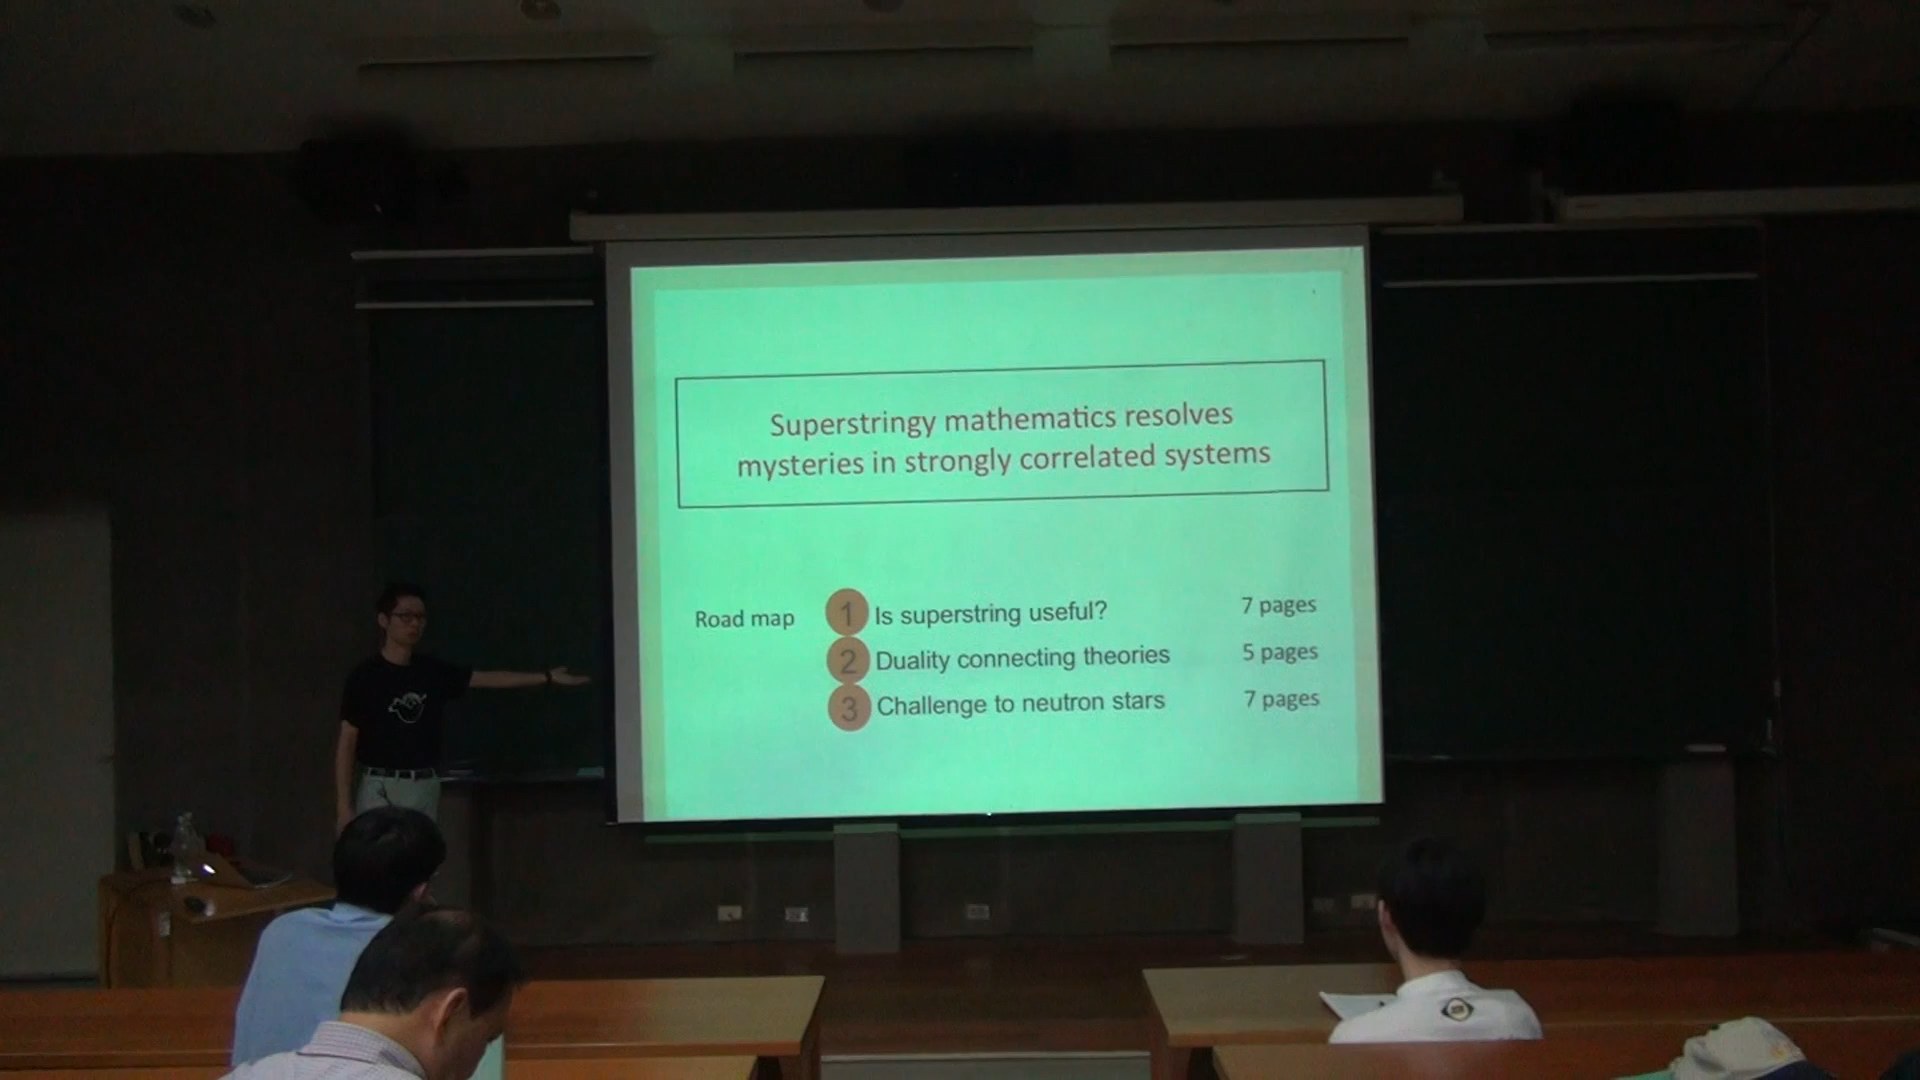 Superstringy mathematics resolves
mysteries in strongly correlated systems
Road map 1 Is superstring useful? 7 pages
2 Duality connecting theories 5 pages
3 Challenge to neutron stars 7 pages